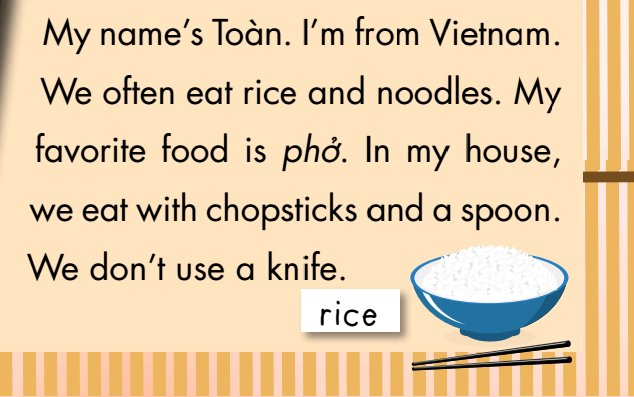 My name’s Toàn. I’m from Vietnam.
We often eat rice and noodles. My
favorite food is phở. In my house,
we eat with chopsticks and a spoon.
We don’t use a knife.
rice